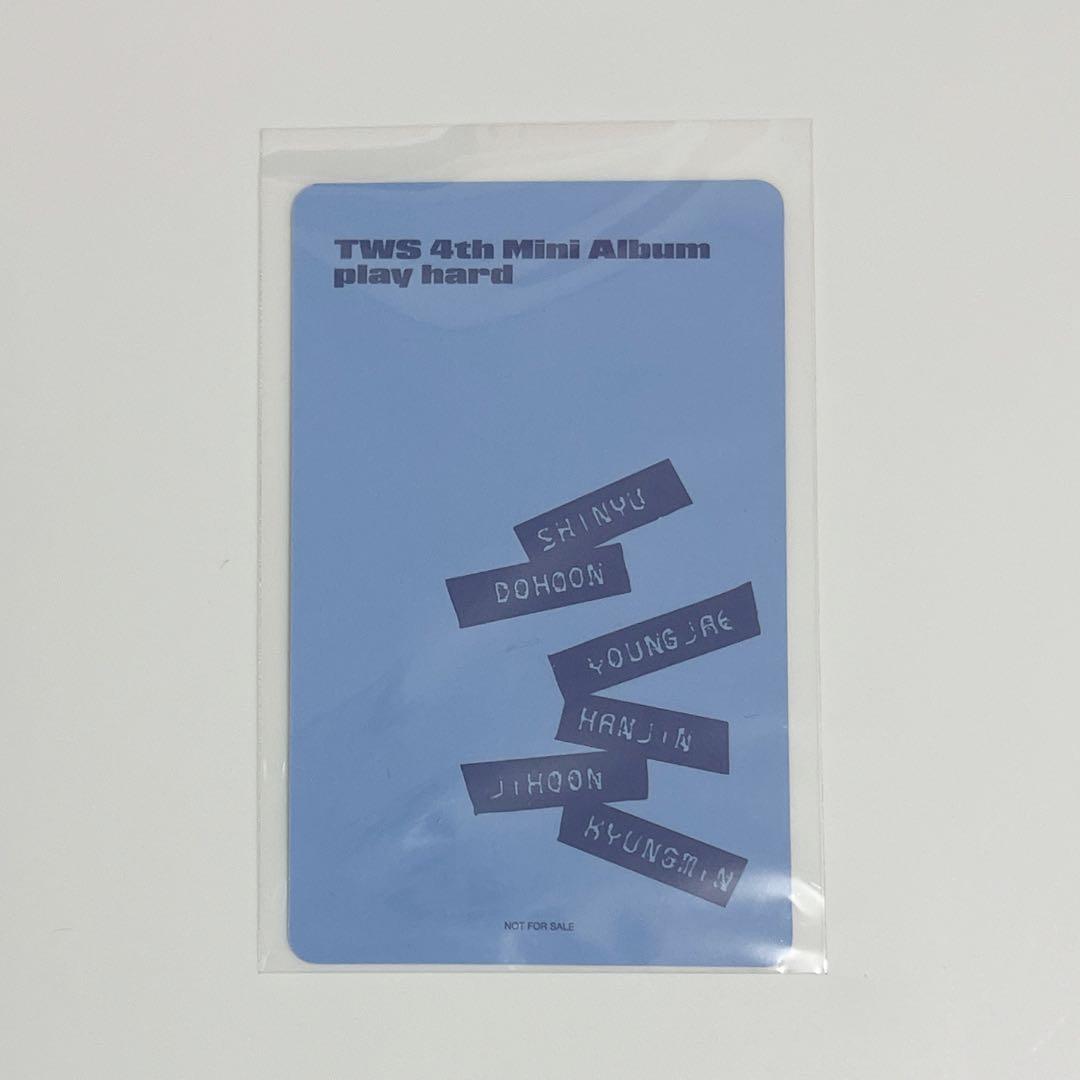 TWS 4th Mini Album
play hard
SHINYU
DOHOON
YOUNGJAE
HANJIN
JIHOON
KYUNGMIN
NOT FOR SALE